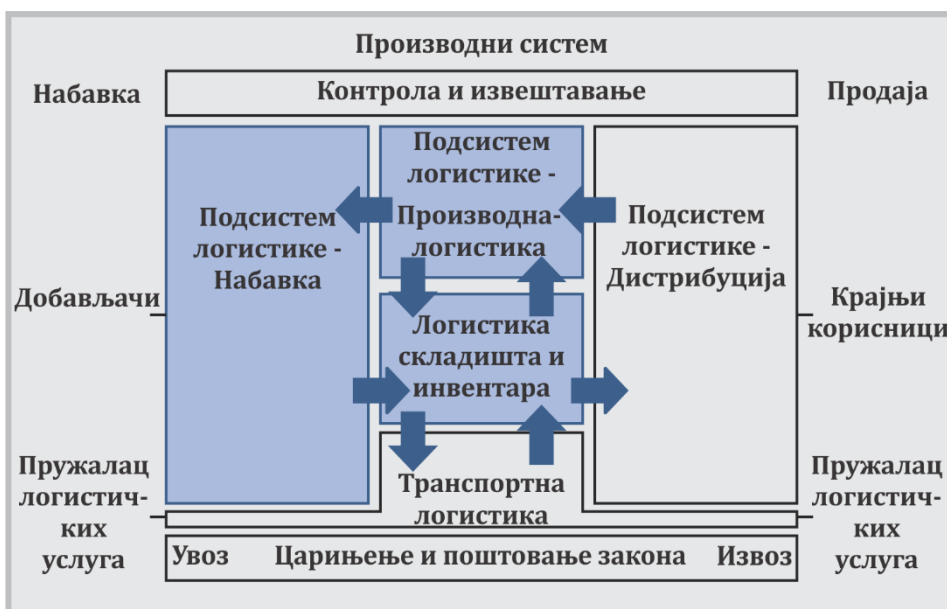 Производни систем
Набавка
Контрола и извештавање
Продаја
Подсистем
логистике -
Набавка
Подсистем
логистике -
Производна-
логистика
Подсистем
логистике -
Дистрибуција
Добављачи
Логистика
складишта и
инвентара
Крајњи
корисници
Пружалац
логистич-
ких
услуга
Транспортна
логистика
Пружалац
логистич-
ких
услуга
Увоз Царињење и поштовање закона Извоз